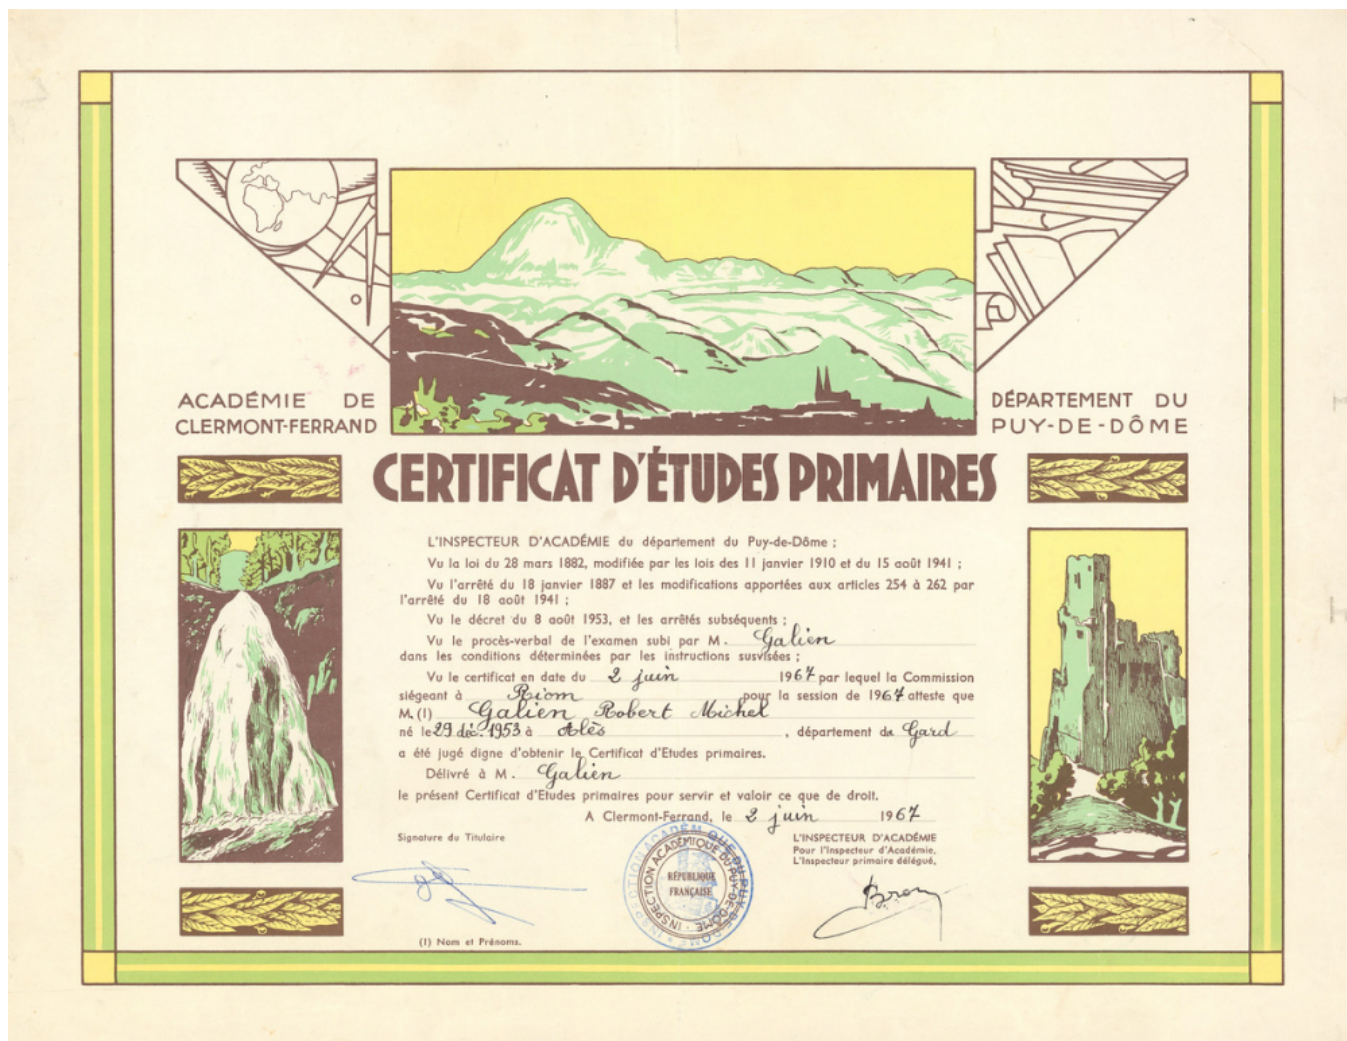 ACADÉMIE DE
CLERMONT-FERRAND
DÉPARTEMENT DU
PUY-DE-DÔME
CERTIFICAT D'ÉTUDES PRIMAIRES
L'INSPECTEUR D'ACADÉMIE du département du Puy-de-Dôme ;
Vu la loi du 28 mars 1882, modifiée par les lois des 11 janvier 1910 et du 15 août 1941 ;
Vu l'arrêté du 18 janvier 1887 et les modifications apportées aux articles 254 à 262 par
l'arrêté du 18 août 1941 ;
Vu le décret du 8 août 1953, et les arrêtés subséquents ;
Vu le procès-verbal de l'examen subi par M. Galien
dans les conditions déterminées par les instructions susvisées ;
Vu le certificat en date du 2 juin 1967 par lequel la Commission
siégeant à Riom pour la session de 1967 atteste que
M. (1) Galien Robert Michel
né le 29 déc. 1953 à Alès , département du Gard
a été jugé digne d'obtenir le Certificat d'Etudes primaires.
Délivré à M. Galien
le présent Certificat d'Etudes primaires pour servir et valoir ce que de droit.
A Clermont-Ferrand, le 2 juin 1967
Signature du Titulaire
L'INSPECTEUR D'ACADÉMIE
Pour l'Inspecteur d'Académie,
L'Inspecteur primaire délégué,
INSPECTION ACADÉMIQUE DU PUY-DE-DÔME
RÉPUBLIQUE
FRANÇAISE
(1) Nom et Prénoms.